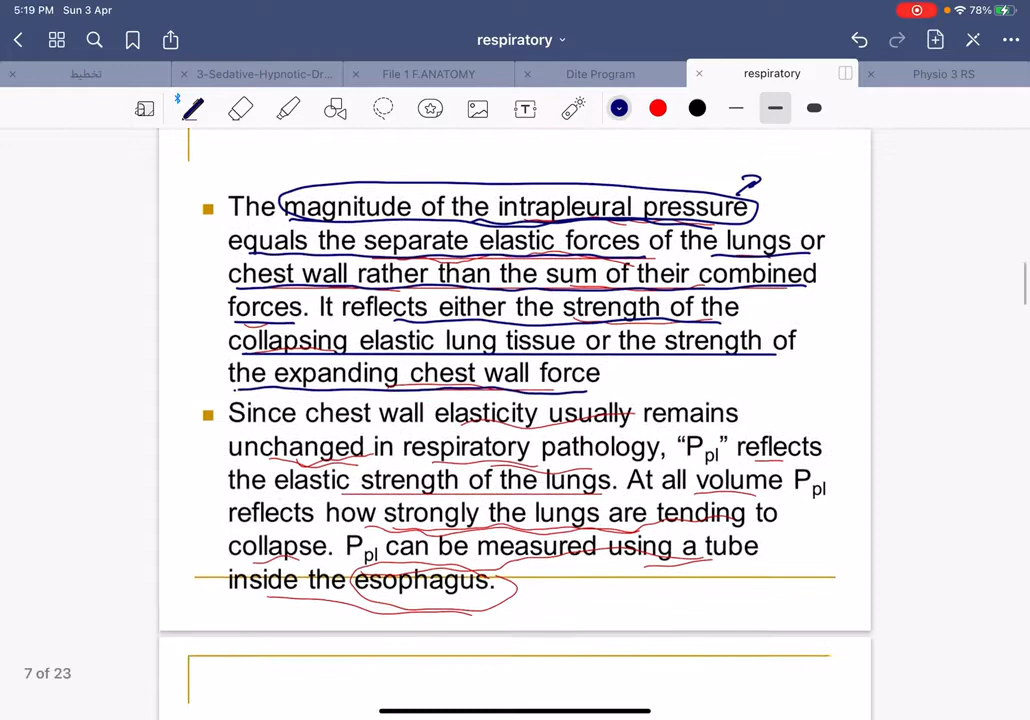 5:19 PM Sun 3 Apr
78%
respiratory
تخطيط
3-Sedative-Hypnotic-Dr...
File 1 F.ANATOMY
Dite Program
respiratory
Physio 3 RS
The magnitude of the intrapleural pressure
equals the separate elastic forces of the lungs or
chest wall rather than the sum of their combined
forces. It reflects either the strength of the
collapsing elastic lung tissue or the strength of
the expanding chest wall force
Since chest wall elasticity usually remains
unchanged in respiratory pathology, “Ppl” reflects
the elastic strength of the lungs. At all volume Ppl
reflects how strongly the lungs are tending to
collapse. Ppl can be measured using a tube
inside the esophagus.
7 of 23